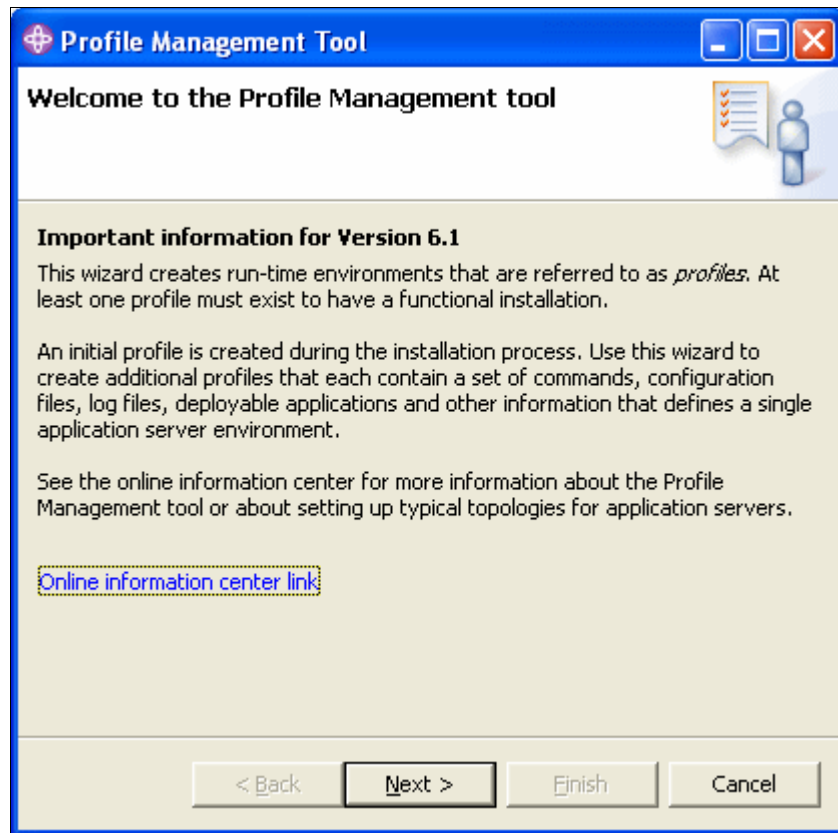 Profile Management Tool
Welcome to the Profile Management tool
Important information for Version 6.1
This wizard creates run-time environments that are referred to as profiles. At
least one profile must exist to have a functional installation.
An initial profile is created during the installation process. Use this wizard to
create additional profiles that each contain a set of commands, configuration
files, log files, deployable applications and other information that defines a single
application server environment.
See the online information center for more information about the Profile
Management tool or about setting up typical topologies for application servers.
Online information center link
< Back
Next >
Finish
Cancel